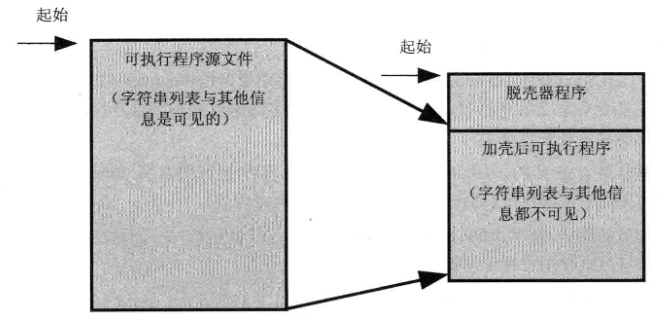 起始
可执行程序源文件
（字符串列表与其他信
息是可见的）
起始
脱壳器程序
加壳后可执行程序
（字符串列表与其他信
息都不可见）